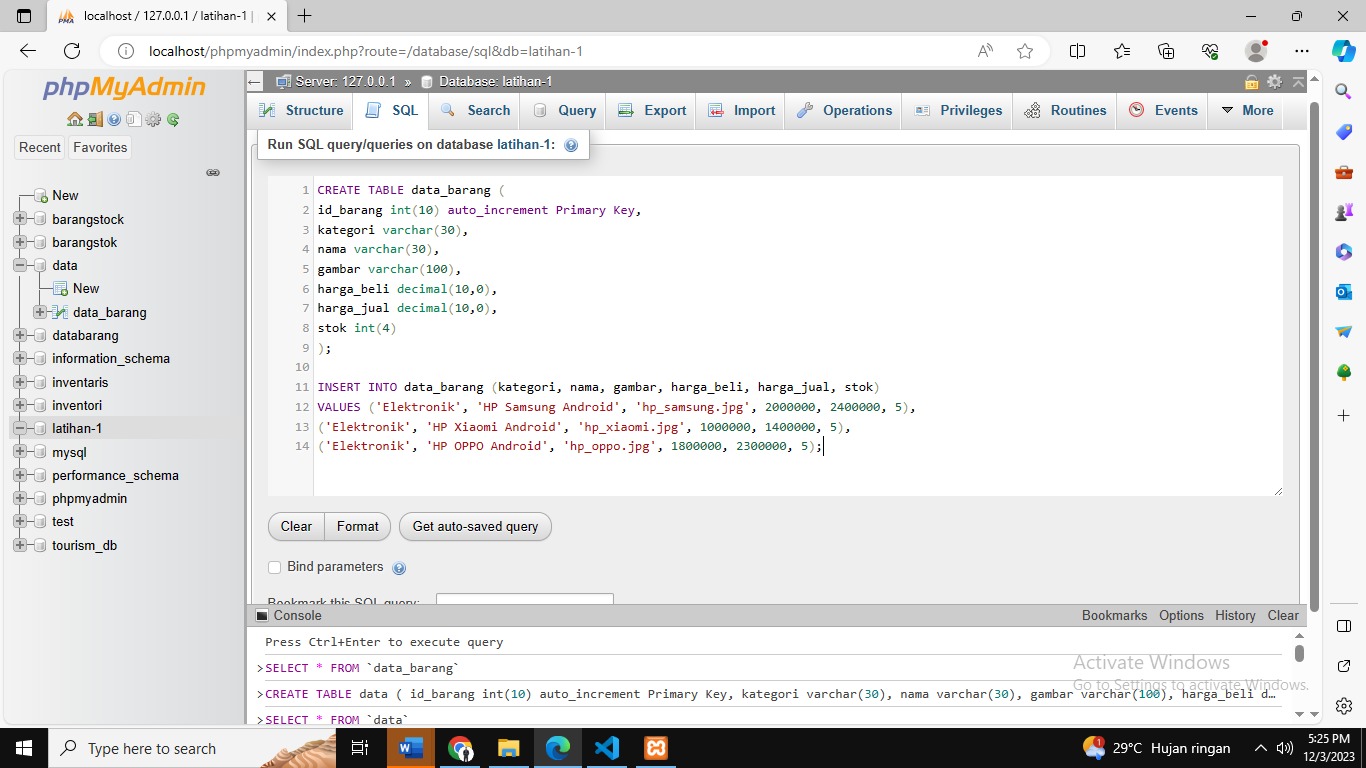 localhost / 127.0.0.1 / latihan-1 |
localhost/phpmyadmin/index.php?route=/database/sql&db=latihan-1
phpMyAdmin
Recent
Favorites
New
barangstock
barangstok
data
New
data_barang
databarang
information_schema
inventaris
inventori
latihan-1
mysql
performance_schema
phpmyadmin
test
tourism_db
Server: 127.0.0.1 » Database: latihan-1
Structure SQL Search Query Export Import Operations Privileges Routines Events More
Run SQL query/queries on database latihan-1:
1 CREATE TABLE data_barang (
2 id_barang int(10) auto_increment Primary Key,
3 kategori varchar(30),
4 nama varchar(30),
5 gambar varchar(100),
6 harga_beli decimal(10,0),
7 harga_jual decimal(10,0),
8 stok int(4)
9 );
10
11 INSERT INTO data_barang (kategori, nama, gambar, harga_beli, harga_jual, stok)
12 VALUES ('Elektronik', 'HP Samsung Android', 'hp_samsung.jpg', 2000000, 2400000, 5),
13 ('Elektronik', 'HP Xiaomi Android', 'hp_xiaomi.jpg', 1000000, 1400000, 5),
14 ('Elektronik', 'HP OPPO Android', 'hp_oppo.jpg', 1800000, 2300000, 5);
Clear Format Get auto-saved query
Bind parameters
Bookmark this SQL query:
Console Bookmarks Options History Clear
Press Ctrl+Enter to execute query
>SELECT * FROM `data_barang`
>CREATE TABLE data ( id_barang int(10) auto_increment Primary Key, kategori varchar(30), nama varchar(30), gambar varchar(100), harga_beli d…
>SELECT * FROM `data`
Activate Windows
Go to Settings to activate Windows.
Type here to search
29°C Hujan ringan
5:25 PM
12/3/2023